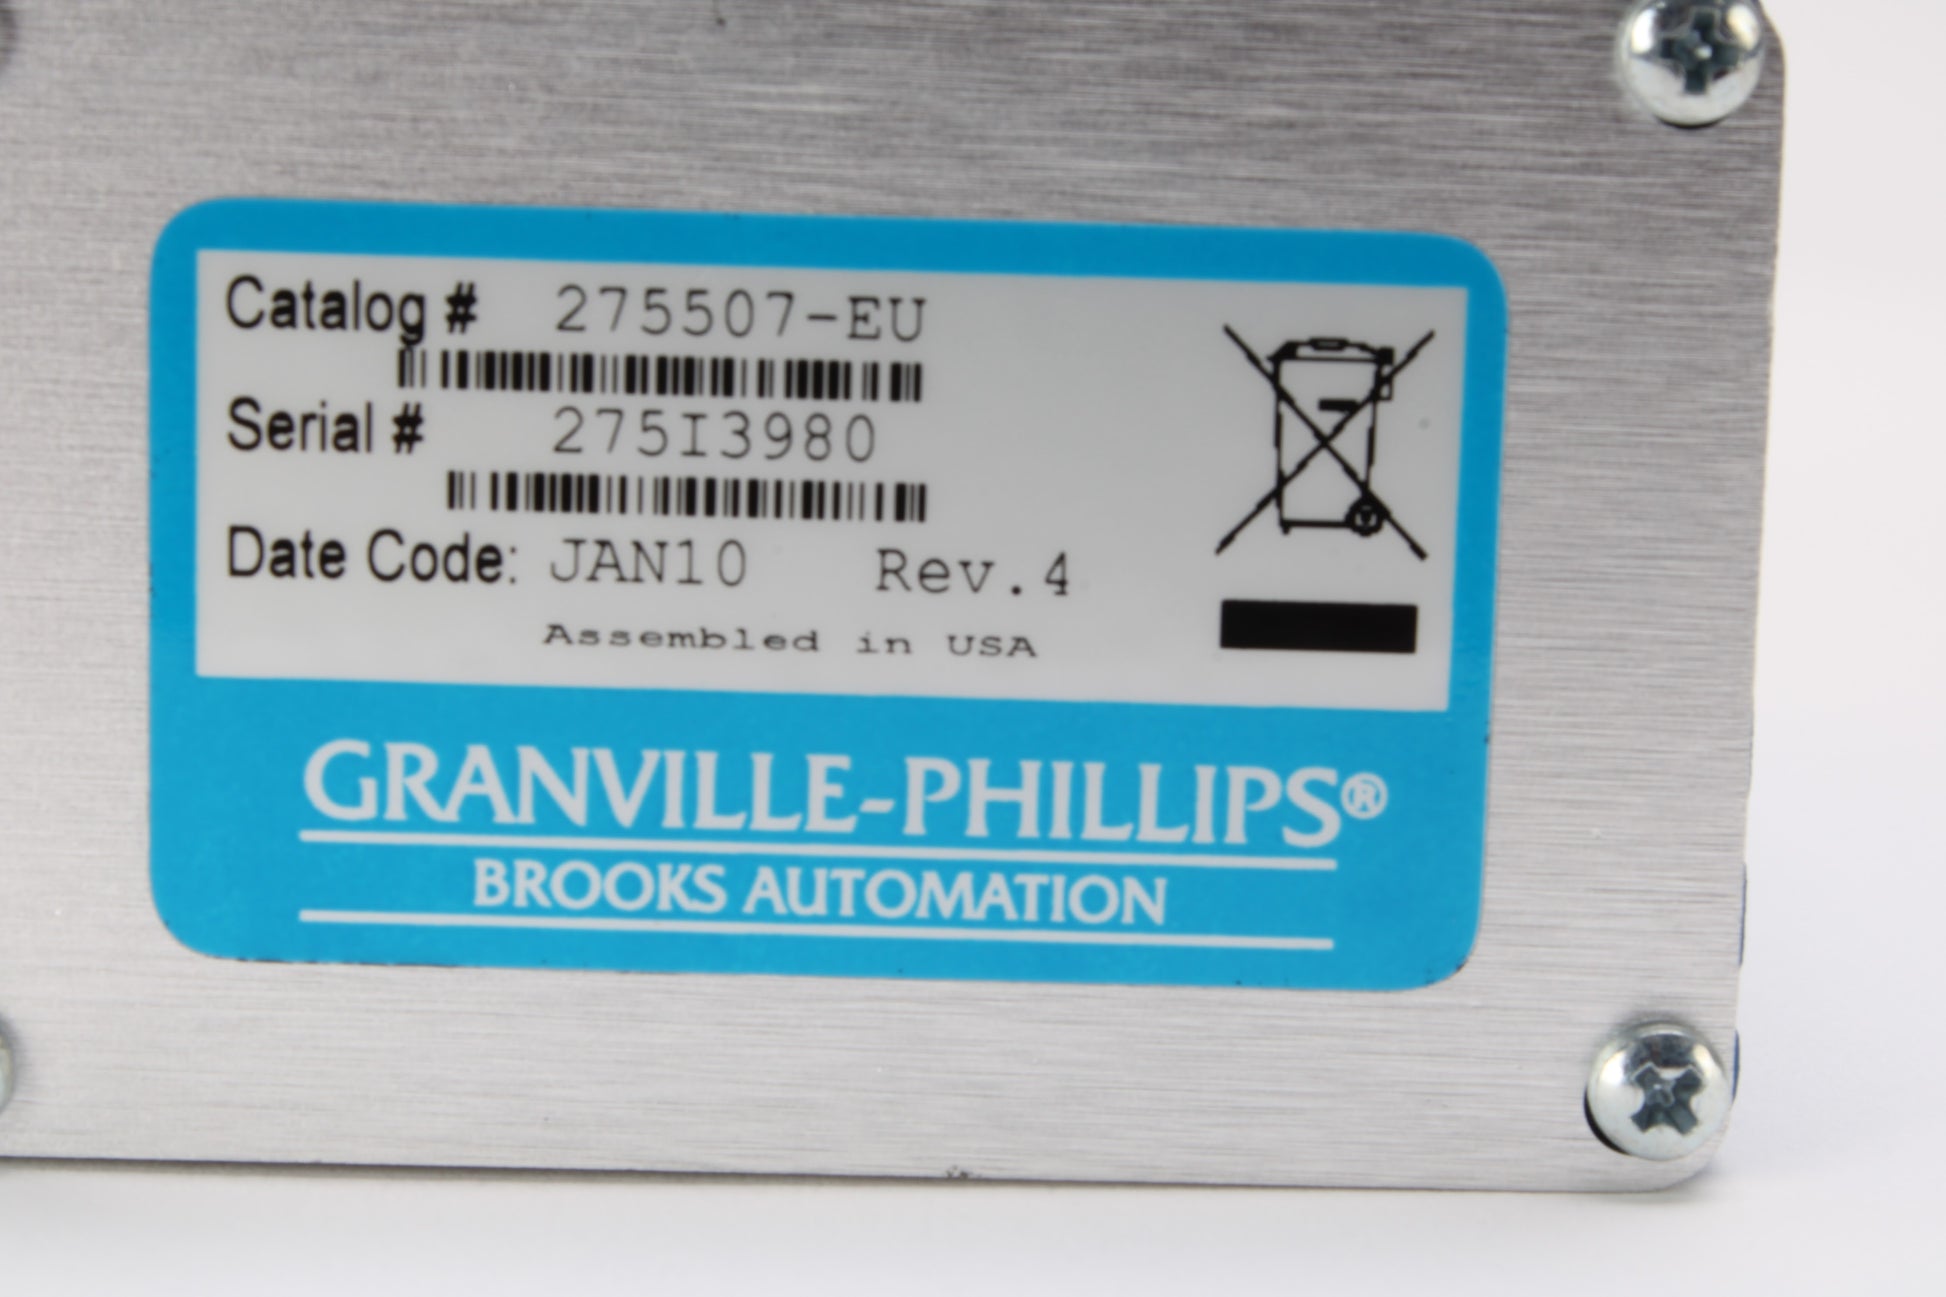 Catalog # 275507-EU
Serial # 275I3980
Date Code: JAN10 Rev.4
Assembled in USA
GRANVILLE-PHILLIPS®
BROOKS AUTOMATION